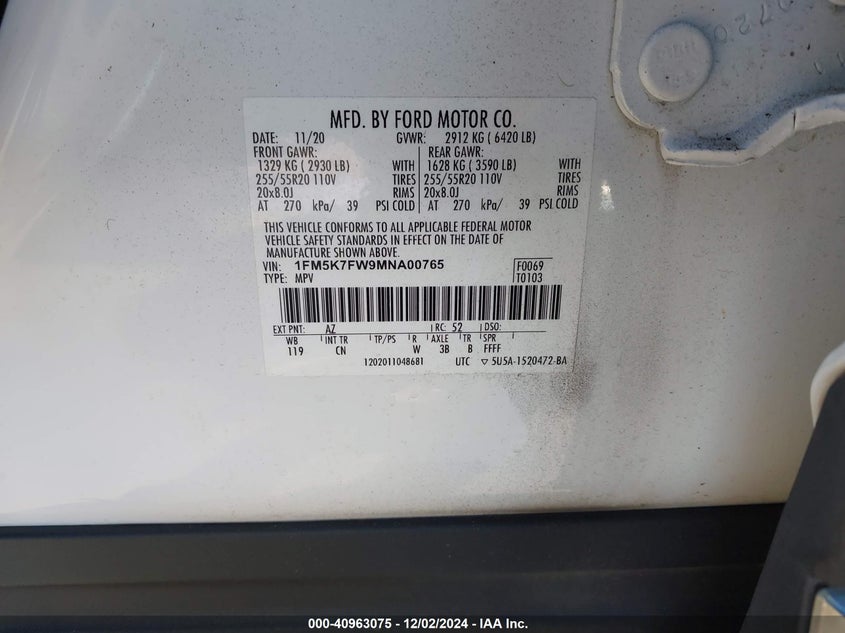 0720
MFD. BY FORD MOTOR CO.
DATE: 11/20 GVWR: 2912 KG ( 6420 LB)
FRONT GAWR: REAR GAWR:
1329 KG ( 2930 LB) WITH 1628 KG ( 3590 LB) WITH
255/55R20 110V TIRES 255/55R20 110V TIRES
20x8.0J RIMS 20x8.0J RIMS
AT 270 kPa/ 39 PSI COLD AT 270 kPa/ 39 PSI COLD
THIS VEHICLE CONFORMS TO ALL APPLICABLE FEDERAL MOTOR
VEHICLE SAFETY STANDARDS IN EFFECT ON THE DATE OF
MANUFACTURE SHOWN ABOVE.
VIN: 1FM5K7FW9MNA00765 F0069
TYPE: MPV T0103
EXT PNT: AZ RC: 52 DSO:
WB INT TR TP/PS R AXLE TR SPR
119 CN W 3B B FFFF
1202011048681 UTC ▽ 5U5A-1520472-BA
000-40963075 - 12/02/2024 - IAA Inc.